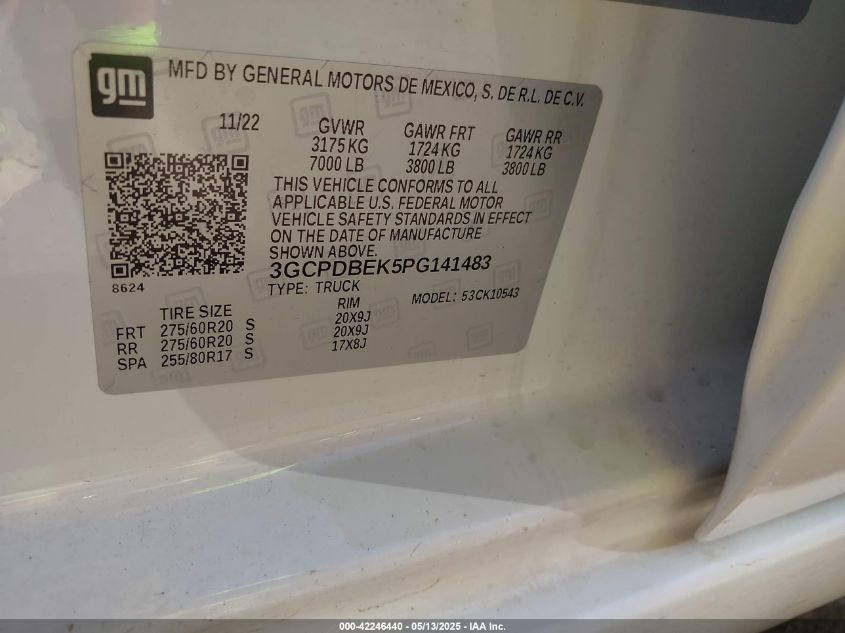 gm
MFD BY GENERAL MOTORS DE MEXICO, S. DE R.L. DE C.V.
11/22
GVWR GAWR FRT GAWR RR
3175 KG 1724 KG 1724 KG
7000 LB 3800 LB 3800 LB
THIS VEHICLE CONFORMS TO ALL
APPLICABLE U.S. FEDERAL MOTOR
VEHICLE SAFETY STANDARDS IN EFFECT
ON THE DATE OF MANUFACTURE
SHOWN ABOVE.
3GCPDBEK5PG141483
8624
TYPE: TRUCK MODEL: 53CK10543
TIRE SIZE RIM
FRT 275/60R20 S 20X9J
RR 275/60R20 S 20X9J
SPA 255/80R17 S 17X8J
000-42246440 - 05/13/2025 - IAA Inc.